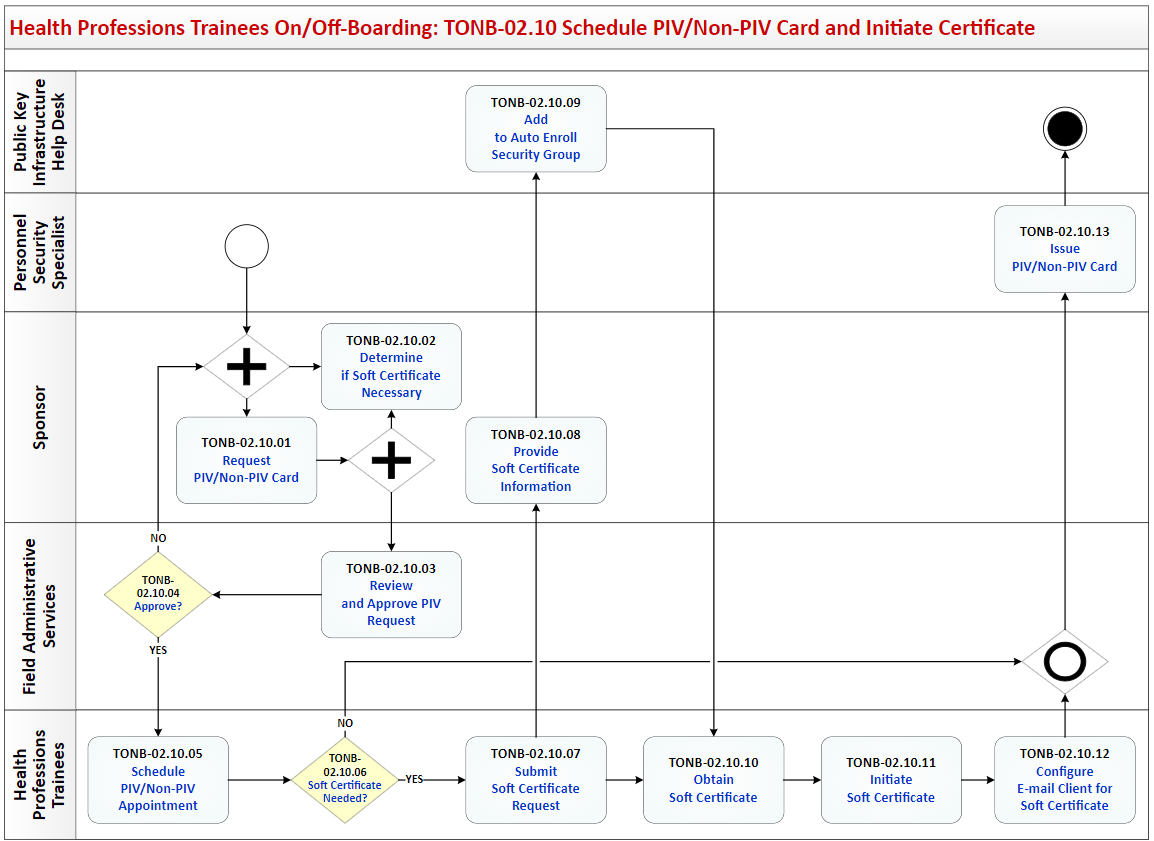 Health Professions Trainees On/Off-Boarding: TONB-02.10 Schedule PIV/Non-PIV Card and Initiate Certificate
Public Key
Infrastructure
Help Desk
TONB-02.10.09
Add
to Auto Enroll
Security Group
Personnel
Security
Specialist
TONB-02.10.13
Issue
PIV/Non-PIV Card
Sponsor
TONB-02.10.02
Determine
if Soft Certificate
Necessary
TONB-02.10.01
Request
PIV/Non-PIV Card
TONB-02.10.08
Provide
Soft Certificate
Information
Field Administrative
Services
NO
TONB-
02.10.04
Approve?
YES
TONB-02.10.03
Review
and Approve PIV
Request
Health
Professions
Trainees
TONB-02.10.05
Schedule
PIV/Non-PIV
Appointment
NO
TONB-
02.10.06
Soft Certificate
Needed?
YES
TONB-02.10.07
Submit
Soft Certificate
Request
TONB-02.10.10
Obtain
Soft Certificate
TONB-02.10.11
Initiate
Soft Certificate
TONB-02.10.12
Configure
E-mail Client for
Soft Certificate